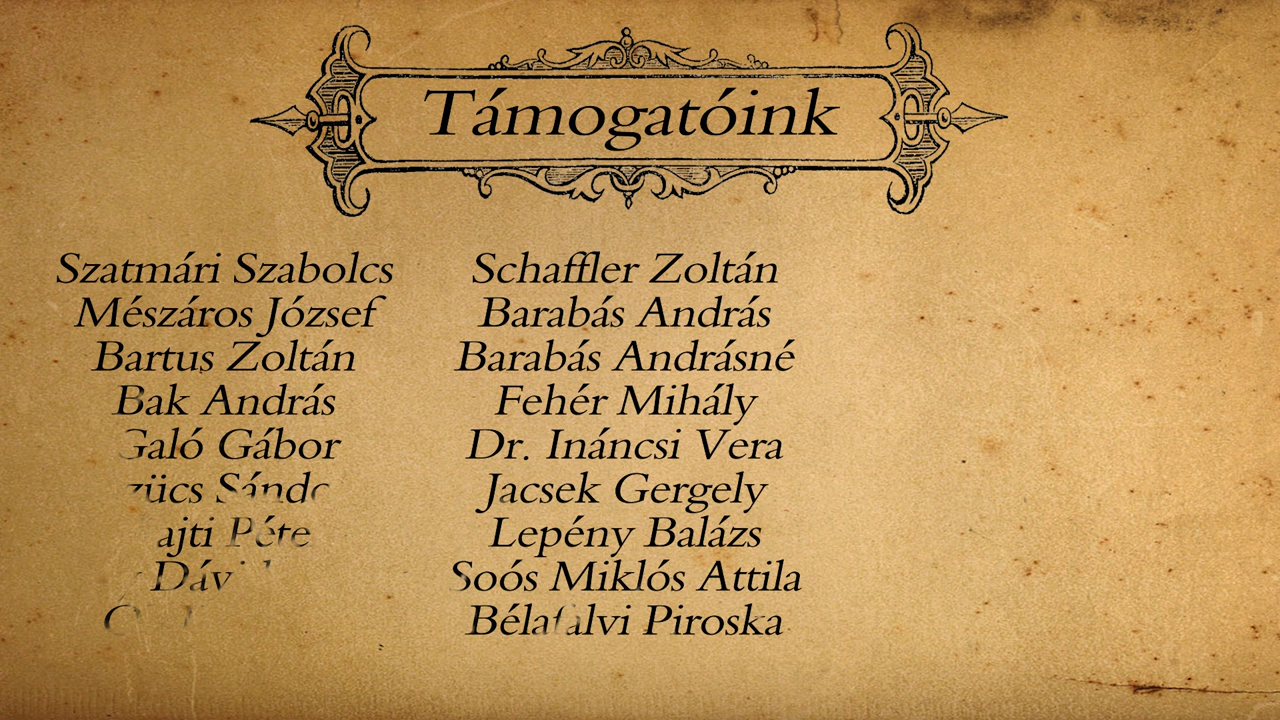 Támogatóink
Szatmári Szabolcs
Mészáros József
Bartus Zoltán
Bak András
Galó Gábor
Schaffler Zoltán
Barabás András
Barabás Andrásné
Fehér Mihály
Dr. Ináncsi Vera
Jacsek Gergely
Lepény Balázs
Soós Miklós Attila
Bélafalvi Piroska